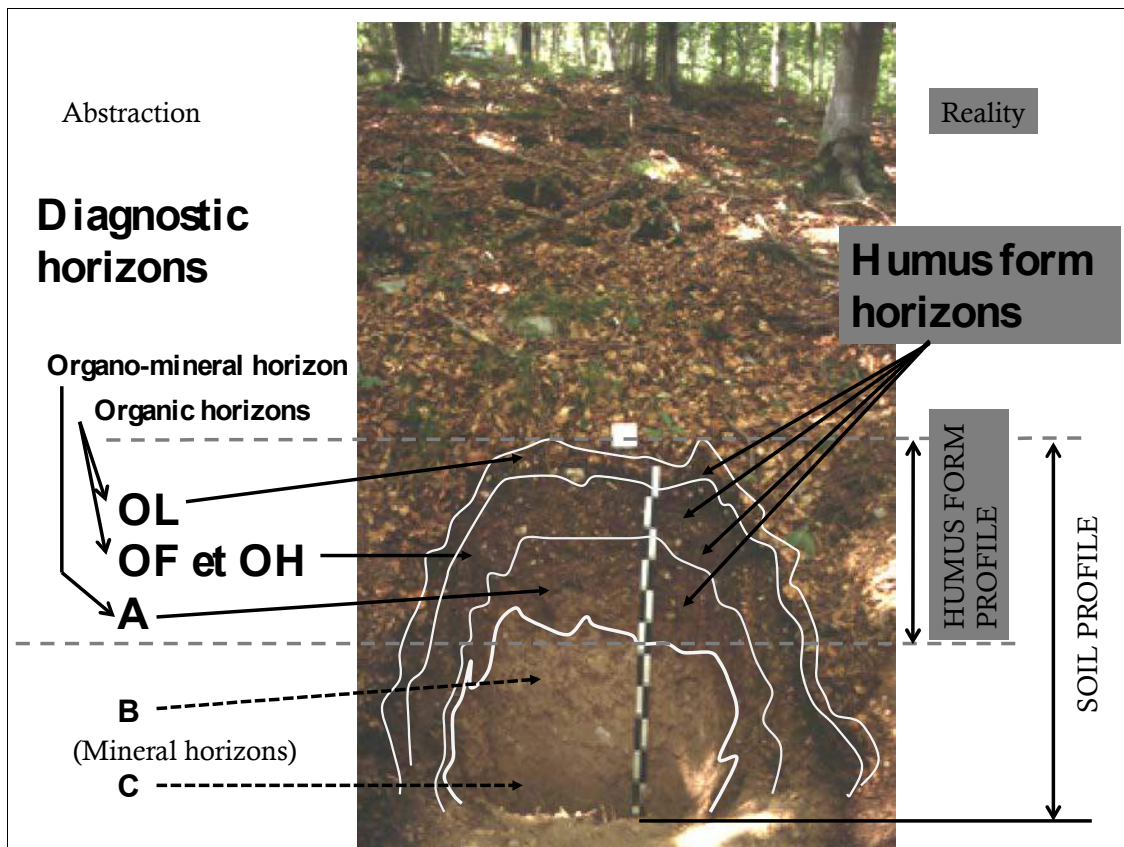 Abstraction
Reality
Diagnostic
horizons
Humus form
horizons
Organo-mineral horizon
Organic horizons
OL
OF et OH
A
B
(Mineral horizons)
C
HUMUS FORM
PROFILE
SOIL PROFILE